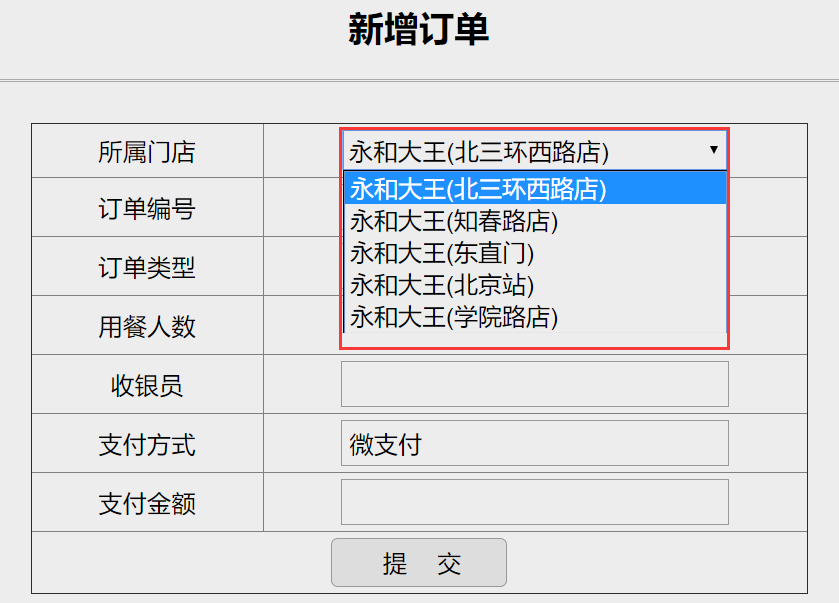 新增订单
所属门店 永和大王(北三环西路店)
永和大王(北三环西路店)
订单编号 永和大王(知春路店)
永和大王(东直门)
订单类型 永和大王(北京站)
用餐人数 永和大王(学院路店)
收银员
支付方式 微支付
支付金额
提 交